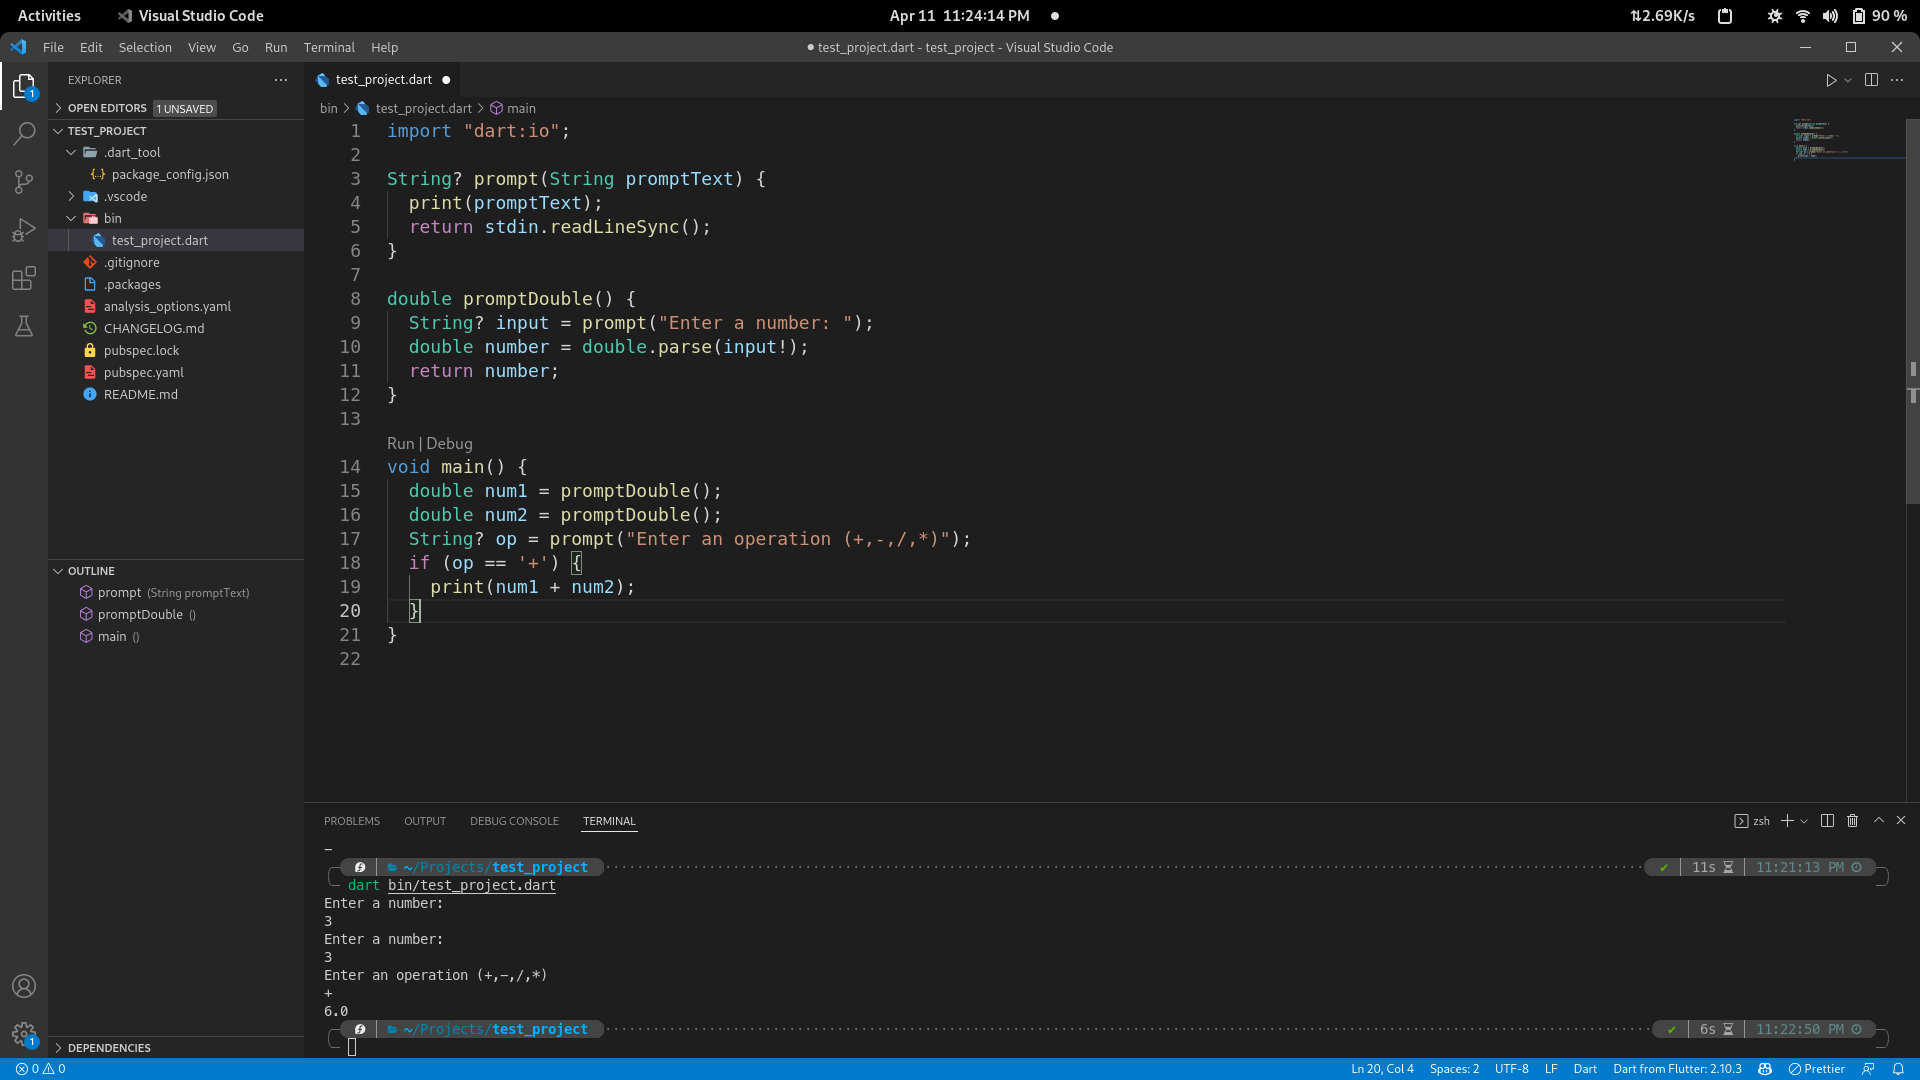 Activities
Visual Studio Code
Apr 11 11:24:14 PM
2.69K/s
90 %
File Edit Selection View Go Run Terminal Help
test_project.dart - test_project - Visual Studio Code
EXPLORER
OPEN EDITORS 1 UNSAVED
TEST_PROJECT
.dart_tool
package_config.json
.vscode
bin
test_project.dart
.gitignore
.packages
analysis_options.yaml
CHANGELOG.md
pubspec.lock
pubspec.yaml
README.md
OUTLINE
prompt (String promptText)
promptDouble ()
main ()
DEPENDENCIES
1
1
test_project.dart
bin > test_project.dart > main
1 import "dart:io";
2
3 String? prompt(String promptText) {
4 print(promptText);
5 return stdin.readLineSync();
6 }
7
8 double promptDouble() {
9 String? input = prompt("Enter a number: ");
10 double number = double.parse(input!);
11 return number;
12 }
13
Run | Debug
14 void main() {
15 double num1 = promptDouble();
16 double num2 = promptDouble();
17 String? op = prompt("Enter an operation (+,-,/,*)");
18 if (op == '+') {
19 print(num1 + num2);
20 }
21 }
22
PROBLEMS OUTPUT DEBUG CONSOLE TERMINAL
zsh
~/Projects/test_project 11s 11:21:13 PM
dart bin/test_project.dart
Enter a number:
3
Enter a number:
3
Enter an operation (+,-,/,*)
+
6.0
~/Projects/test_project 6s 11:22:50 PM
0 0
Ln 20, Col 4 Spaces: 2 UTF-8 LF Dart Dart from Flutter: 2.10.3 Prettier